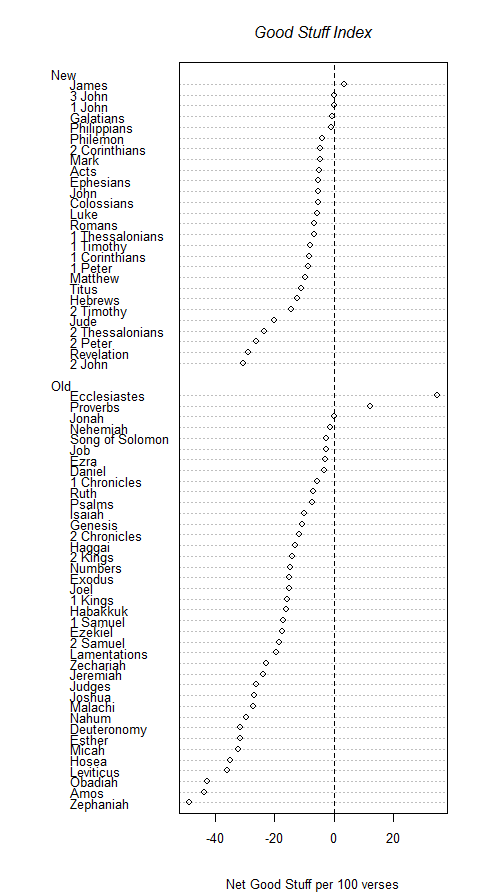 Good Stuff Index
New
James
3 John
1 John
Galatians
Philippians
Philemon
2 Corinthians
Mark
Acts
Ephesians
John
Colossians
Luke
Romans
1 Thessalonians
1 Timothy
1 Corinthians
1 Peter
Matthew
Titus
Hebrews
2 Timothy
Jude
2 Thessalonians
2 Peter
Revelation
2 John
Old
Ecclesiastes
Proverbs
Jonah
Nehemiah
Song of Solomon
Job
Ezra
Daniel
1 Chronicles
Ruth
Psalms
Isaiah
Genesis
2 Chronicles
Haggai
2 Kings
Numbers
Exodus
Joel
1 Kings
Habakkuk
1 Samuel
Ezekiel
2 Samuel
Lamentations
Zechariah
Jeremiah
Judges
Joshua
Malachi
Nahum
Deuteronomy
Esther
Micah
Hosea
Leviticus
Obadiah
Amos
Zephaniah
-40 -20 0 20
Net Good Stuff per 100 verses